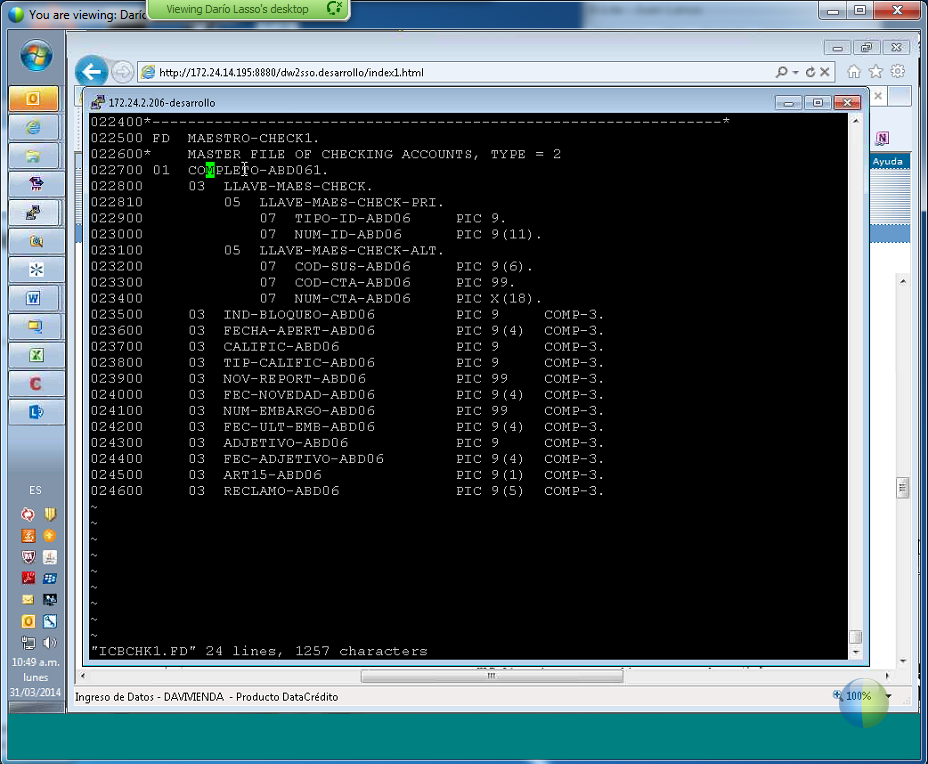 Viewing Darío Lasso's desktop
You are viewing: Darío
http://172.24.14.195:8880/dw2sso.desarrollo/index1.html
172.24.2.206-desarrollo
Ayuda
022400*-----------------------------------------------------------------*
022500 FD  MAESTRO-CHECK1.
022600*    MASTER FILE OF CHECKING ACCOUNTS, TYPE = 2
022700 01  COMPLETO-ABD061.
022800     03  LLAVE-MAES-CHECK.
022810         05  LLAVE-MAES-CHECK-PRI.
022900             07  TIPO-ID-ABD06     PIC 9.
023000             07  NUM-ID-ABD06      PIC 9(11).
023100         05  LLAVE-MAES-CHECK-ALT.
023200             07  COD-SUS-ABD06     PIC 9(6).
023300             07  COD-CTA-ABD06     PIC 99.
023400             07  NUM-CTA-ABD06     PIC X(18).
023500     03  IND-BLOQUEO-ABD06         PIC 9     COMP-3.
023600     03  FECHA-APERT-ABD06         PIC 9(4)  COMP-3.
023700     03  CALIFIC-ABD06             PIC 9     COMP-3.
023800     03  TIP-CALIFIC-ABD06         PIC 9     COMP-3.
023900     03  NOV-REPORT-ABD06          PIC 99    COMP-3.
024000     03  FEC-NOVEDAD-ABD06         PIC 9(4)  COMP-3.
024100     03  NUM-EMBARGO-ABD06         PIC 99    COMP-3.
024200     03  FEC-ULT-EMB-ABD06         PIC 9(4)  COMP-3.
024300     03  ADJETIVO-ABD06            PIC 9     COMP-3.
024400     03  FEC-ADJETIVO-ABD06        PIC 9(4)  COMP-3.
024500     03  ART15-ABD06               PIC 9(1)  COMP-3.
024600     03  RECLAMO-ABD06             PIC 9(5)  COMP-3.
~
~
~
~
~
~
~
~
~
"ICBCHK1.FD" 24 lines, 1257 characters
ES
10:49 a.m.
lunes
31/03/2014
Ingreso de Datos - DAVIVIENDA - Producto DataCrédito
100%